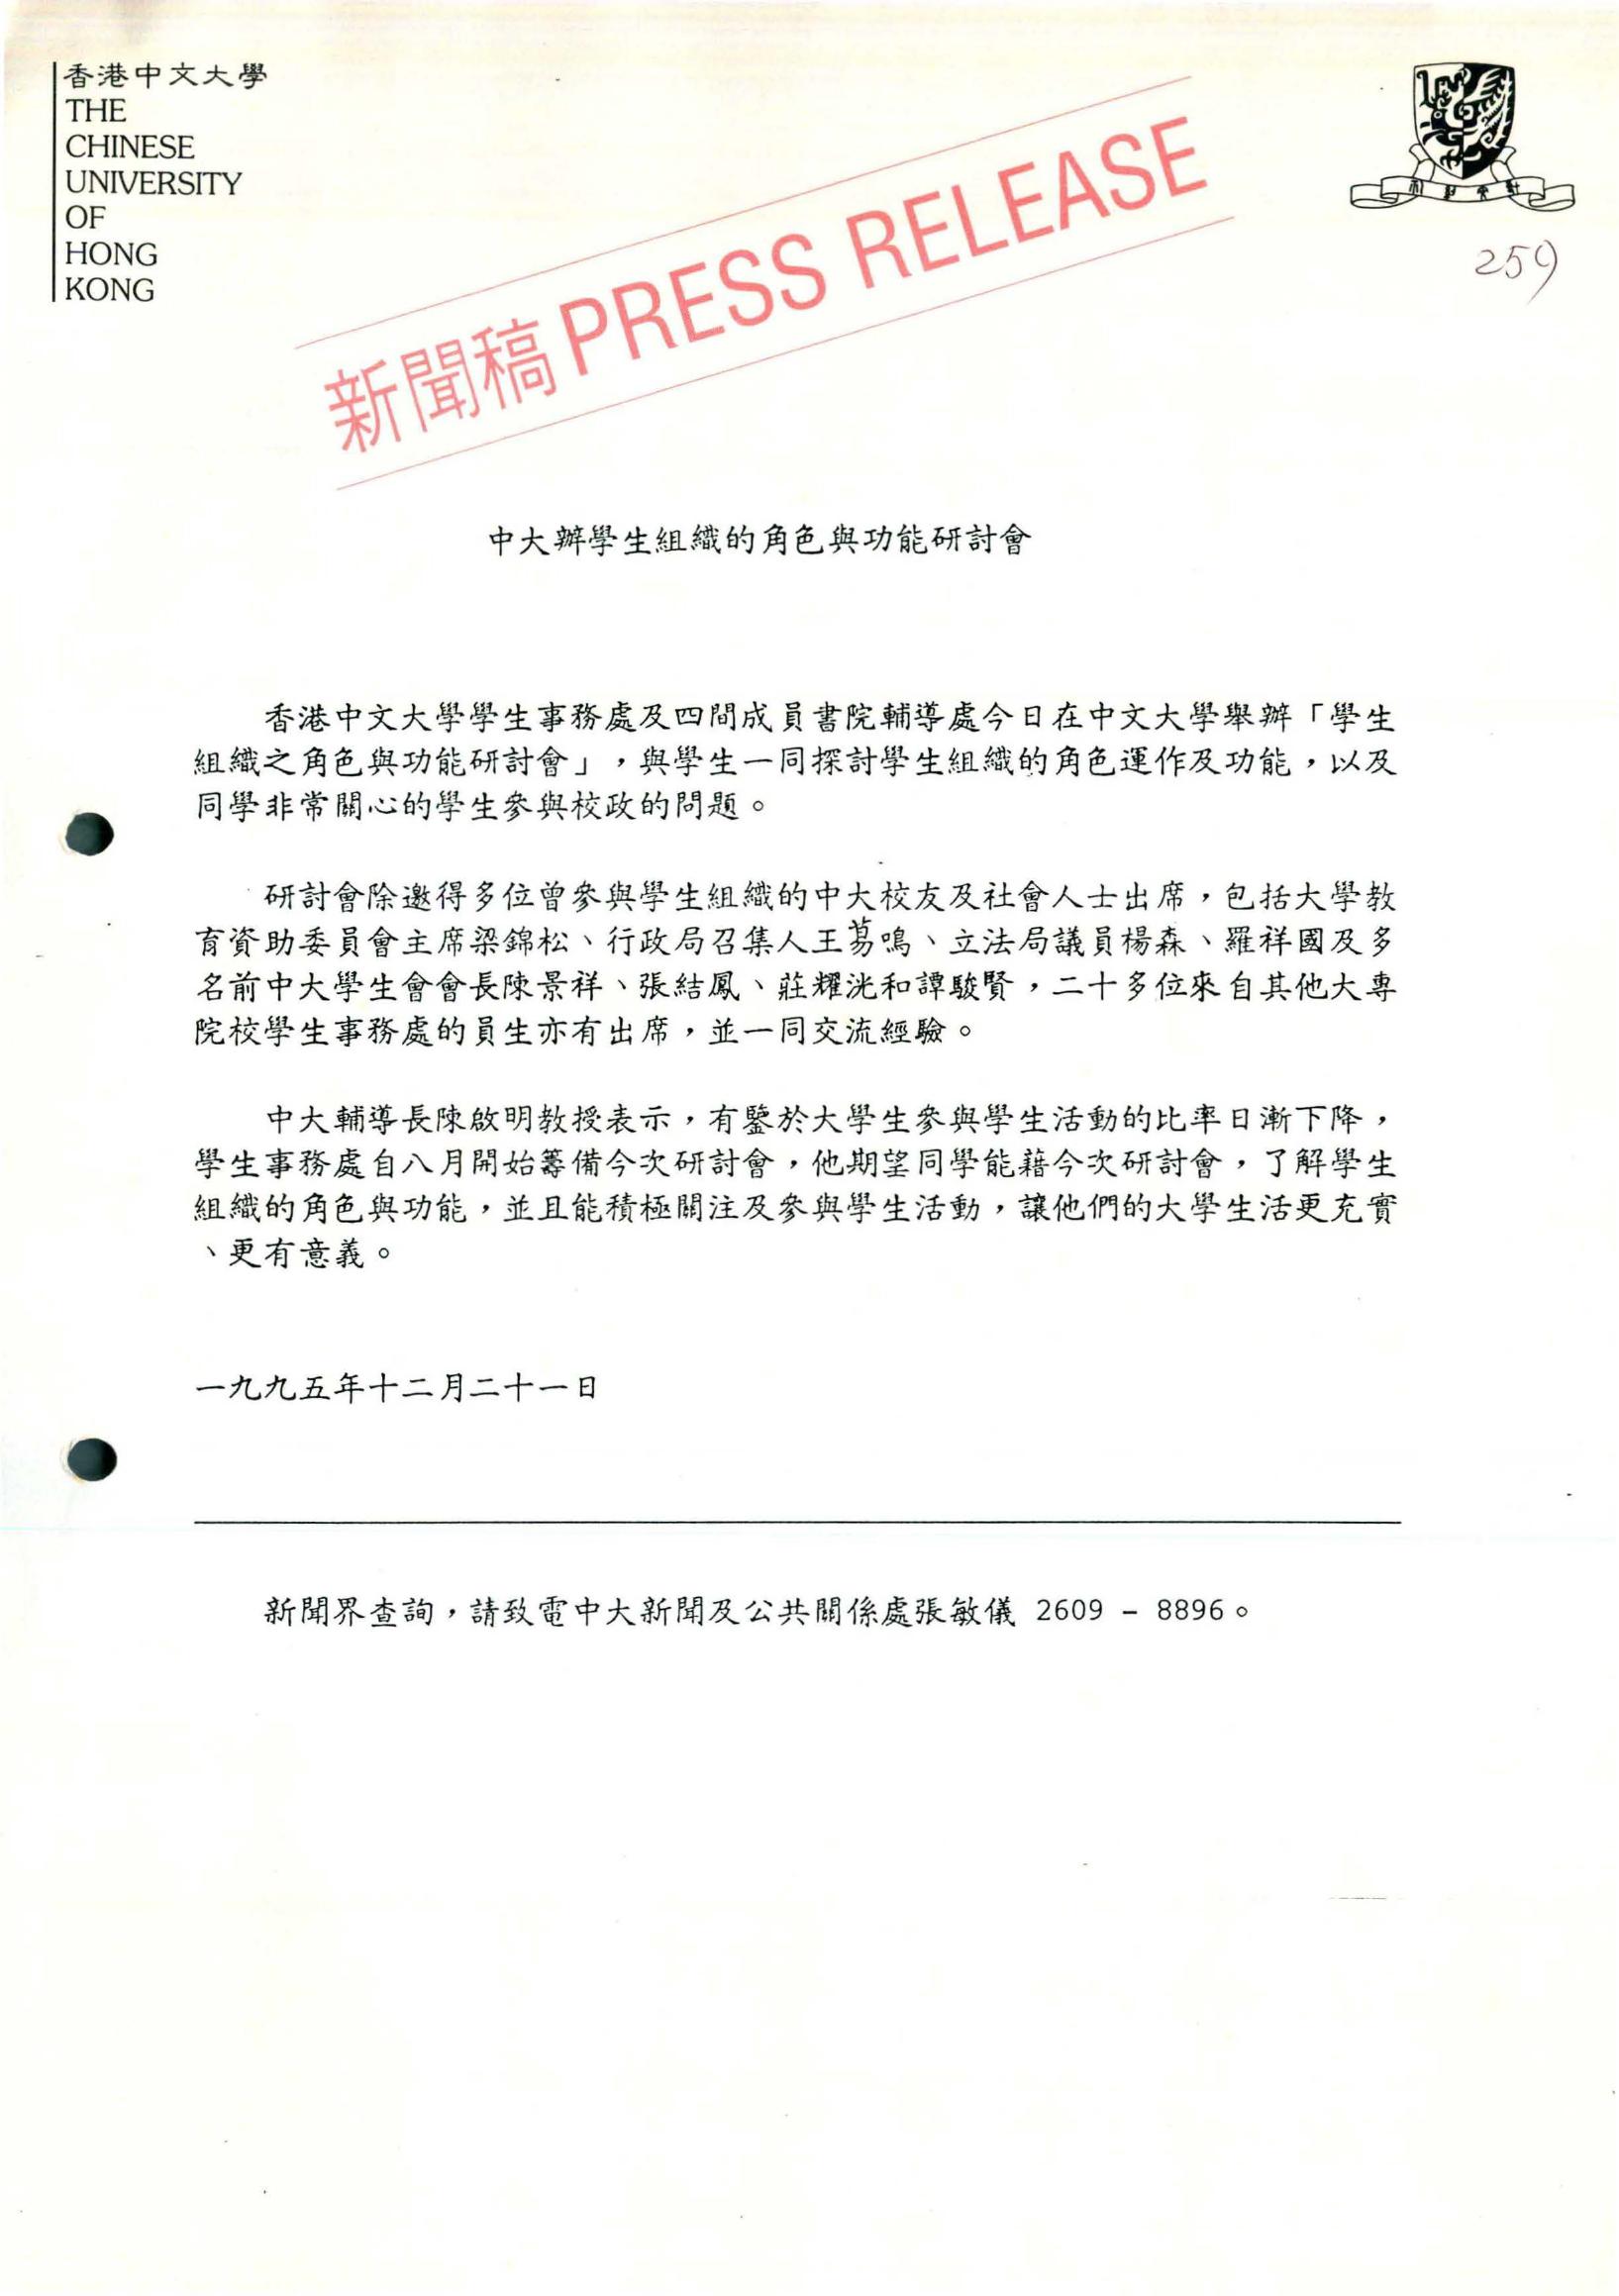 香港中文大學
THE
CHINESE
UNIVERSITY
OF
HONG
KONG
新聞稿 PRESS RELEASE
259
中大辦學生組織的角色與功能研討會
香港中文大學學生事務處及四間成員書院輔導處今日在中文大學舉辦「學生
組織之角色與功能研討會」，與學生一同探討學生組織的角色運作及功能，以及
同學非常關心的學生參與校政的問題。
研討會除邀得多位曾參與學生組織的中大校友及社會人士出席，包括大學教
育資助委員會主席梁錦松、行政局召集人王䓪鳴、立法局議員楊森、羅祥國及多
名前中大學生會會長陳景祥、張結鳳、莊耀洸和譚駿賢，二十多位來自其他大專
院校學生事務處的員生亦有出席，並一同交流經驗。
中大輔導長陳啟明教授表示，有鑒於大學生參與學生活動的比率日漸下降，
學生事務處自八月開始籌備今次研討會，他期望同學能藉今次研討會，了解學生
組織的角色與功能，並且能積極關注及參與學生活動，讓他們的大學生活更充實
、更有意義。
一九九五年十二月二十一日
新聞界查詢，請致電中大新聞及公共關係處張敏儀 2609 - 8896。